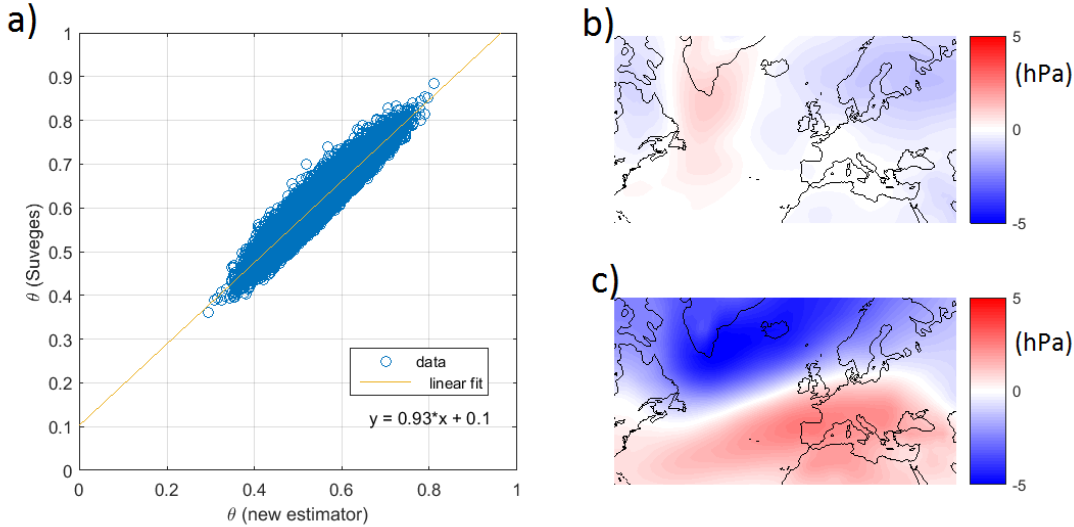 a)
1
0.9
0.8
0.7
0.6
0.5
0.4
0.3
0.2
0.1
0
θ (Suveges)
0
0.2
0.4
0.6
0.8
1
θ (new estimator)
data
linear fit
y = 0.93*x + 0.1
b)
5
(hPa)
0
-5
c)
5
(hPa)
0
-5